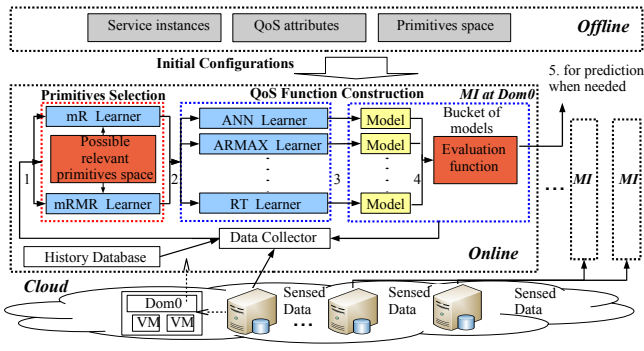 Service instances
QoS attributes
Primitives space
Offline
Initial Configurations
Primitives Selection
QoS Function Construction
MI at Dom0
5. for prediction
when needed
mR Learner
Possible
relevant
primitives space
mRMR Learner
1
2
ANN Learner
ARMAX Learner
RT Learner
3
Model
Model
Model
4
Bucket of
models
Evaluation
function
...
MI
MI
Data Collector
History Database
Online
Cloud
Dom0
VM
VM
Sensed
Data
...
Sensed
Data
Sensed
Data